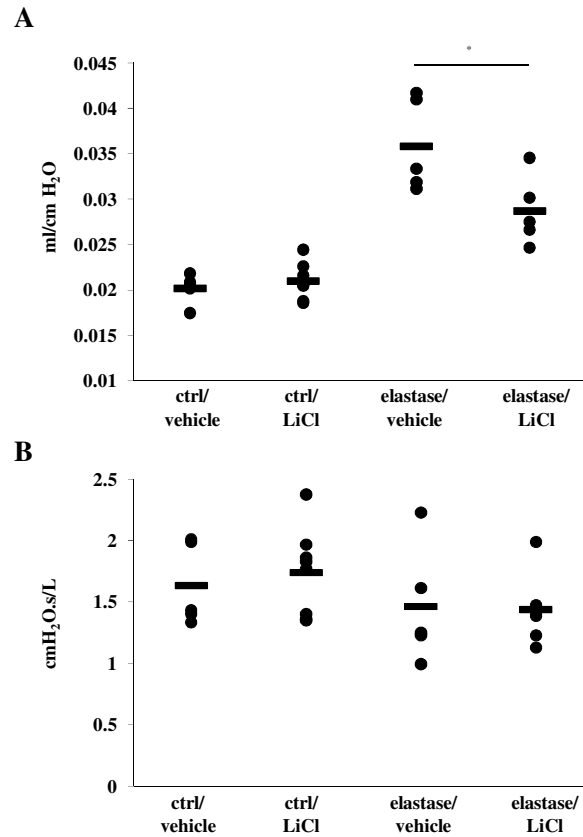 A
*
0.045
0.04
0.035
0.03
0.025
0.02
0.015
0.01
ml/cm H₂O
ctrl/ ctrl/ elastase/ elastase/
vehicle LiCl vehicle LiCl
B
2.5
2
1.5
1
0.5
0
cmH₂O.s/L
ctrl/ ctrl/ elastase/ elastase/
vehicle LiCl vehicle LiCl